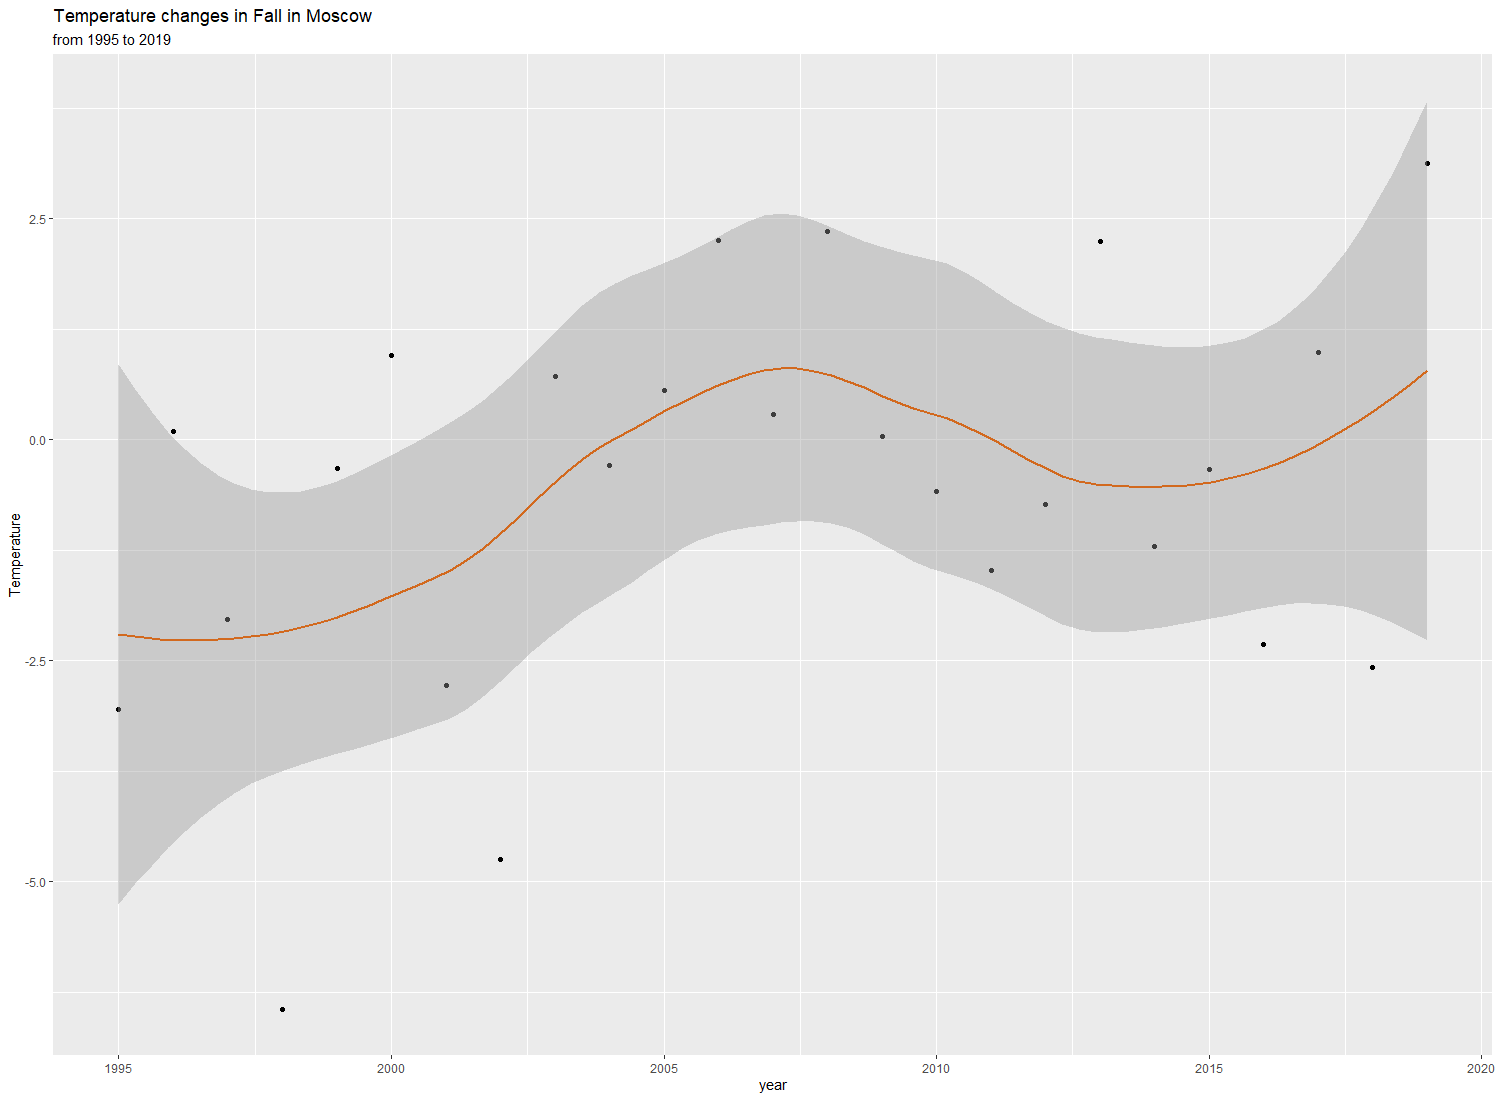 Temperature changes in Fall in Moscow
from 1995 to 2019
Temperature
2.5
0.0
-2.5
-5.0
1995 2000 2005 2010 2015 2020
year